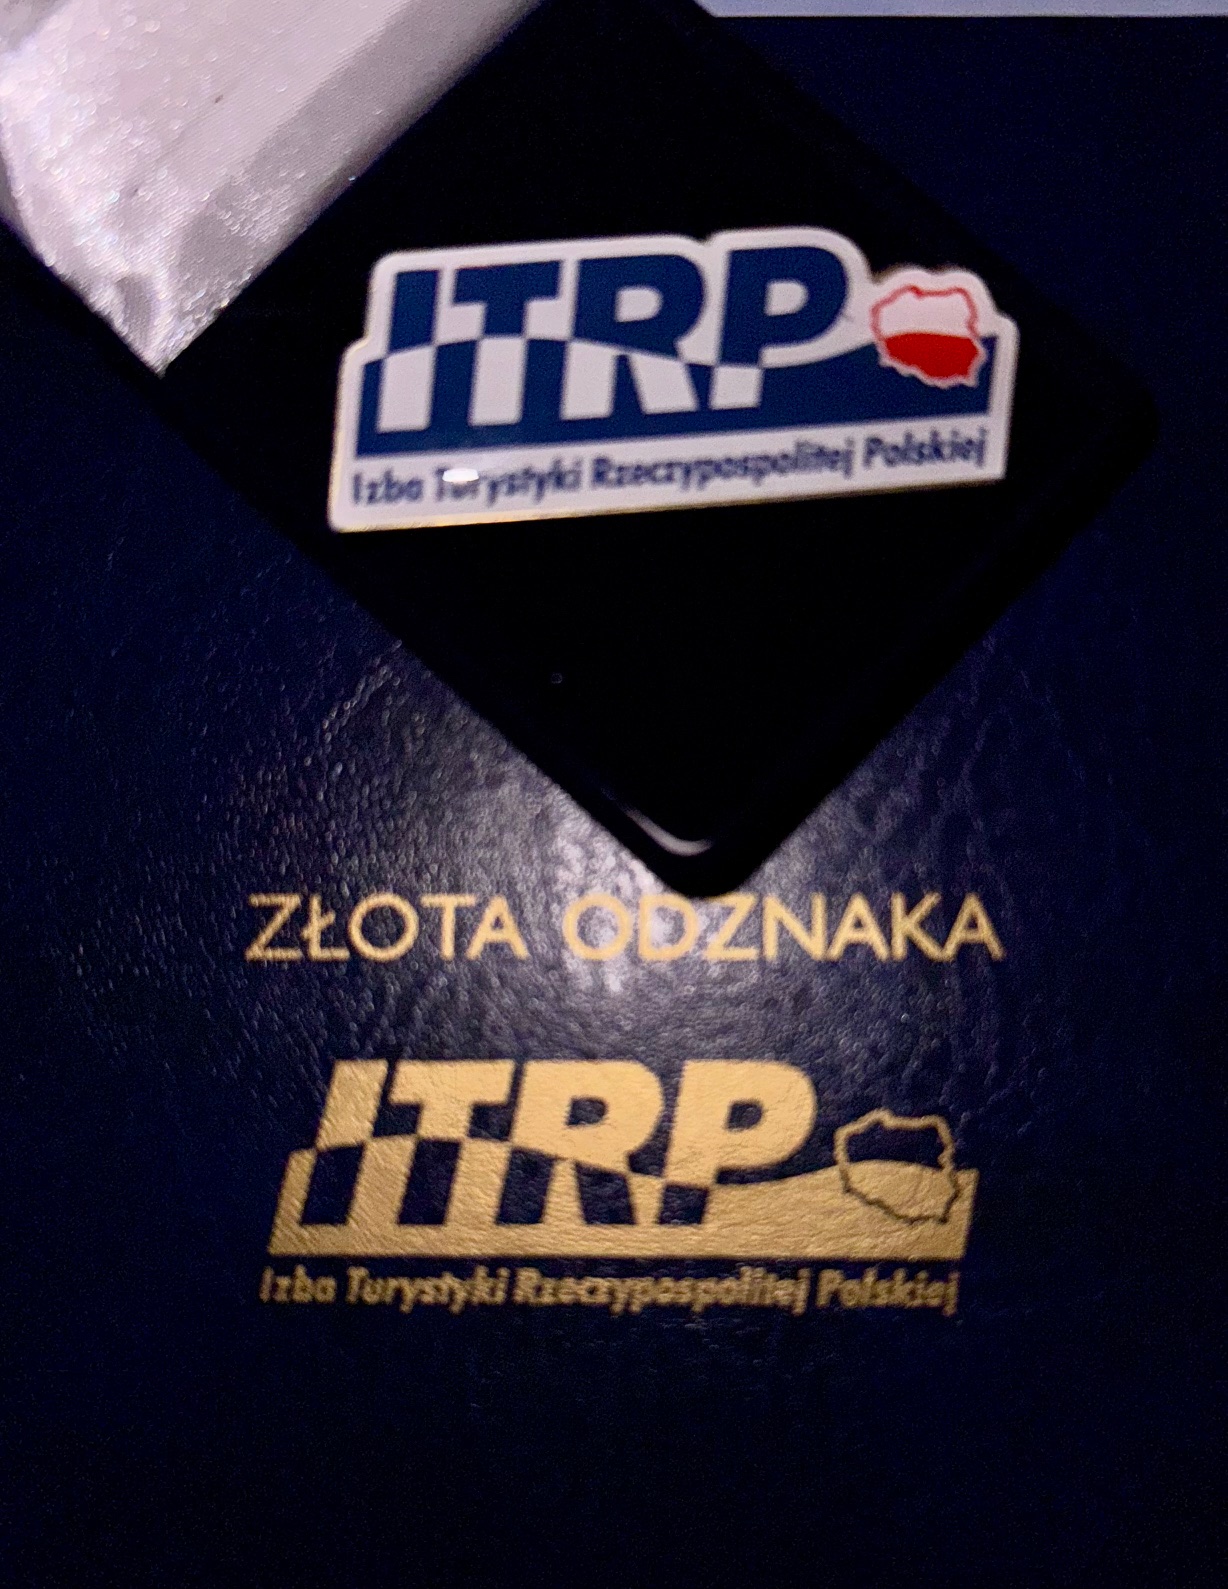 ITRP
Izba Turystyki Rzeczypospolitej Polskiej
ZŁOTA ODZNAKA
ITRP
Izba Turystyki Rzeczypospolitej Polskiej